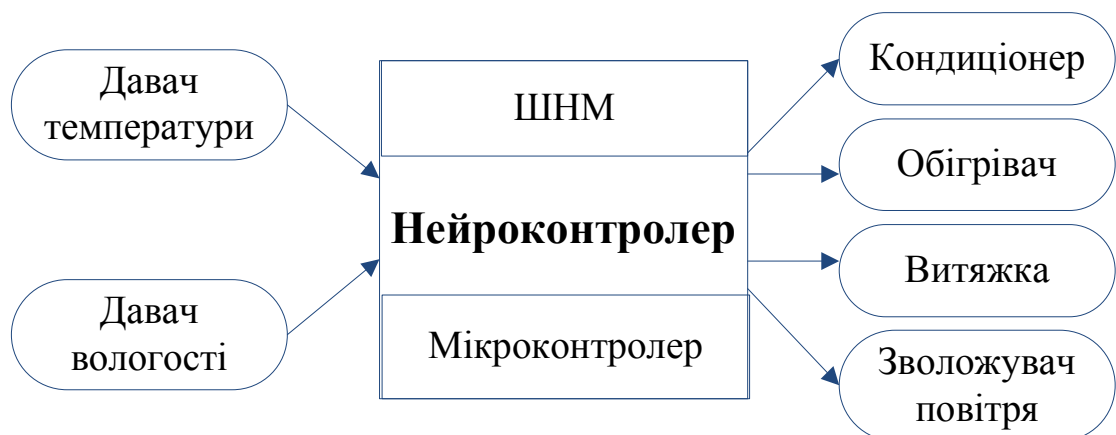 Давач
температури
Давач
вологості
ШНМ
Нейроконтролер
Мікроконтролер
Кондиціонер
Обігрівач
Витяжка
Зволожувач
повітря